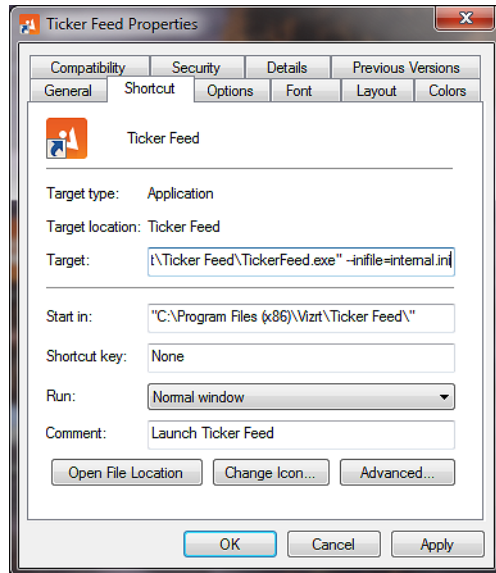 Ticker Feed Properties
Compatibility Security Details Previous Versions
General Shortcut Options Font Layout Colors
Ticker Feed
Target type: Application
Target location: Ticker Feed
Target: t\Ticker Feed\TickerFeed.exe" --inifile=internal.ini
Start in: "C:\Program Files (x86)\Vizrt\Ticker Feed\"
Shortcut key: None
Run: Normal window
Comment: Launch Ticker Feed
Open File Location Change Icon... Advanced...
OK Cancel Apply